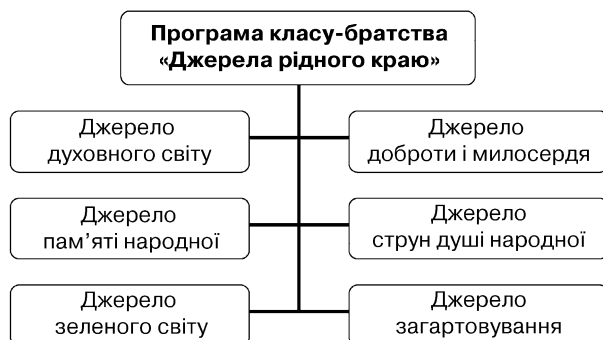 Програма класу-братства
«Джерела рідного краю»
Джерело
духовного світу
Джерело
доброти і милосердя
Джерело
пам’яті народної
Джерело
струн душі народної
Джерело
зеленого світу
Джерело
загартовування